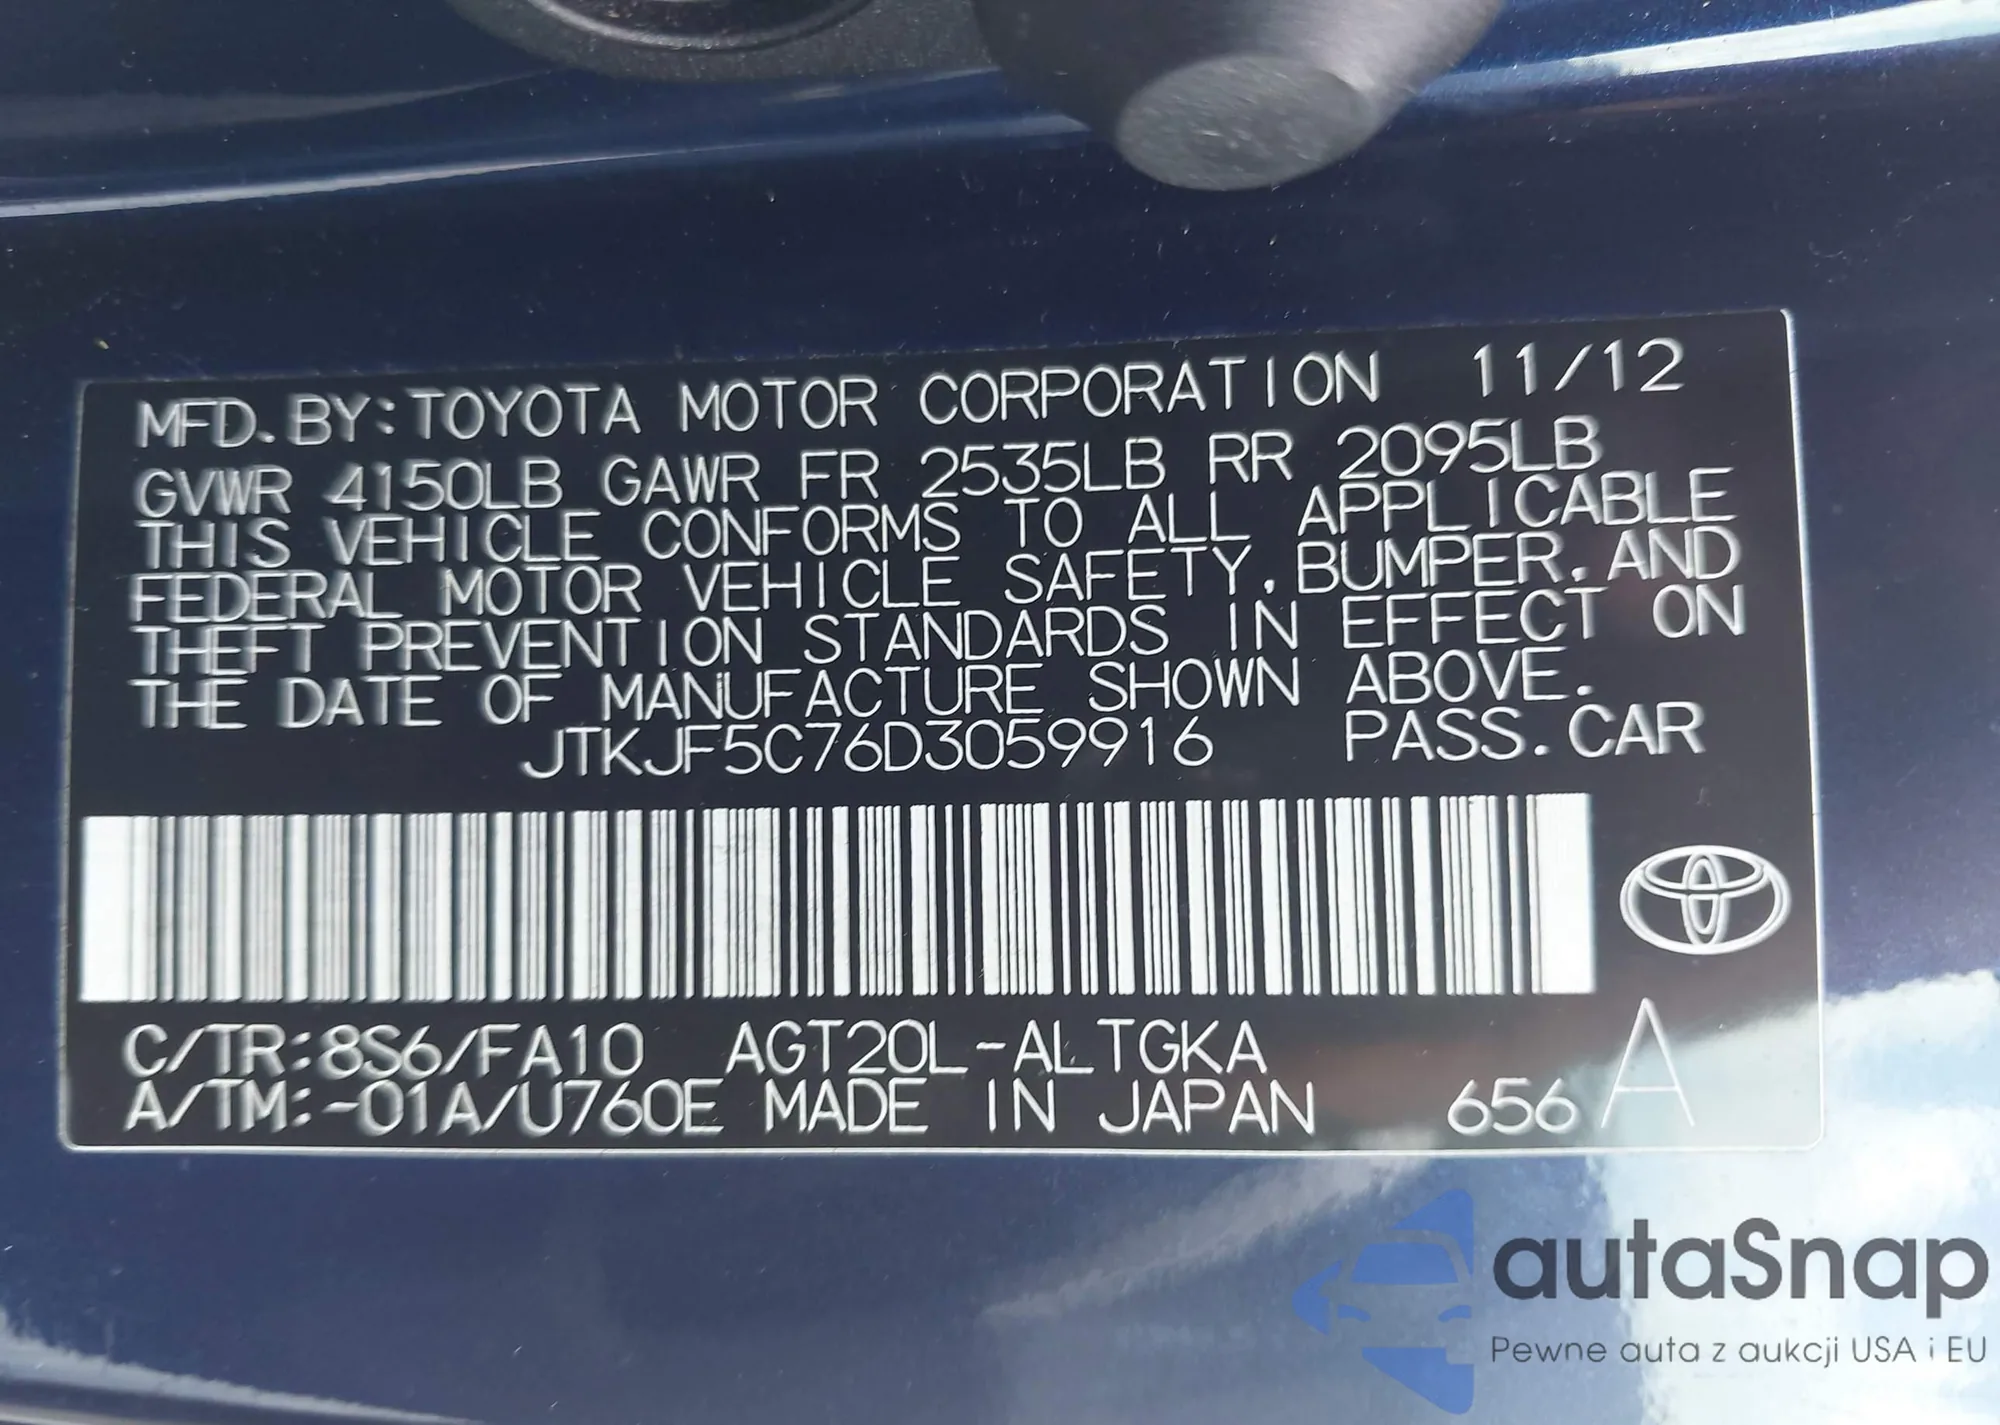 MFD.BY:TOYOTA MOTOR CORPORATION 11/12
GVWR 4150LB GAWR FR 2535LB RR 2095LB
THIS VEHICLE CONFORMS TO ALL APPLICABLE
FEDERAL MOTOR VEHICLE SAFETY,BUMPER,AND
THEFT PREVENTION STANDARDS IN EFFECT ON
THE DATE OF MANUFACTURE SHOWN ABOVE.
JTKJF5C76D3059916 PASS.CAR
C/TR:8S6/FA10 AGT20L-ALTGKA
A/TM:-01A/U760E MADE IN JAPAN 656 A
autaSnap
Pewne auta z aukcji USA i EU